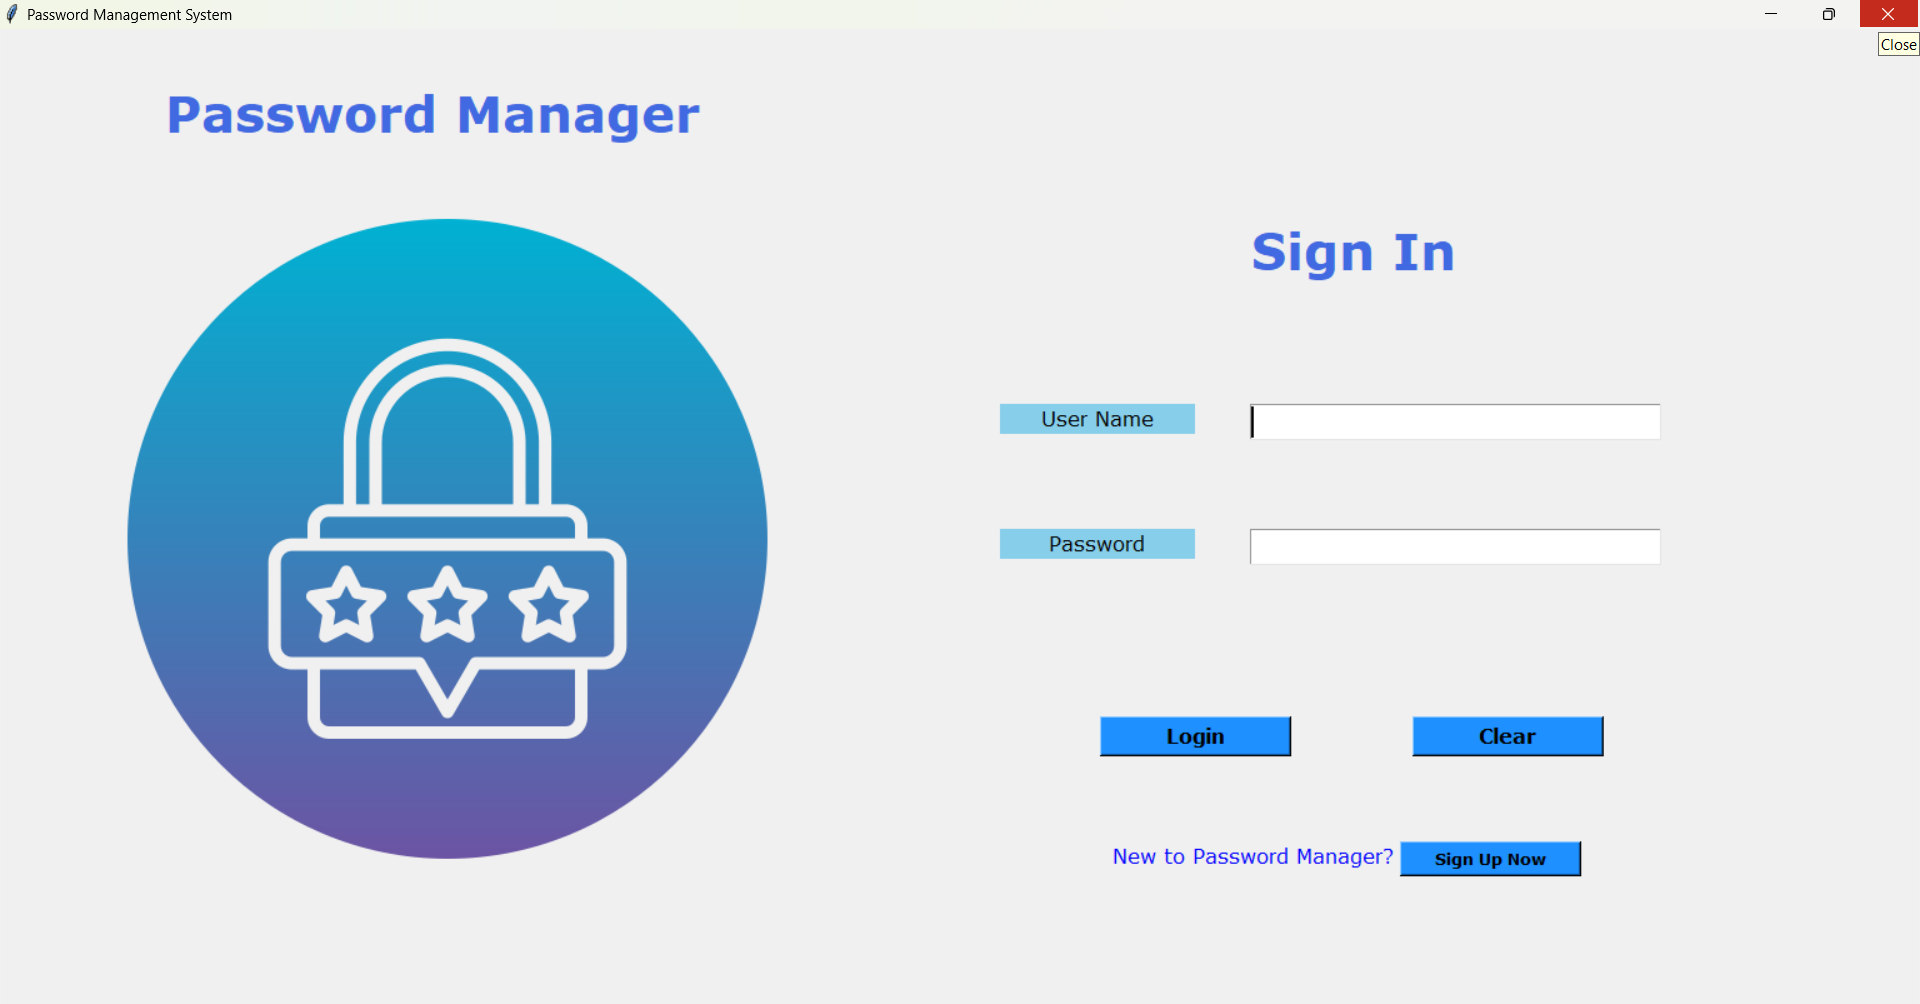 Password Management System
Close
Password Manager
Sign In
User Name
Password
Login
Clear
New to Password Manager?
Sign Up Now